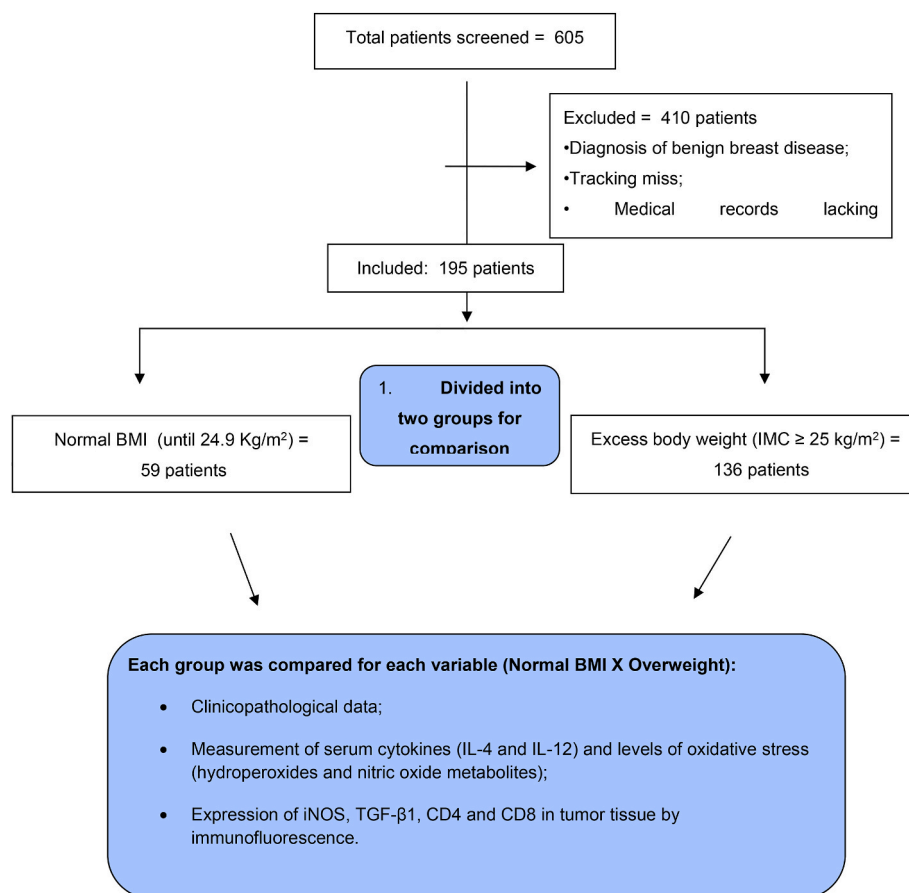 Total patients screened = 605
Excluded = 410 patients
•Diagnosis of benign breast disease;
•Tracking miss;
• Medical records lacking
Included: 195 patients
1. Divided into
two groups for
comparison
Normal BMI (until 24.9 Kg/m²) =
59 patients
Excess body weight (IMC ≥ 25 kg/m²) =
136 patients
Each group was compared for each variable (Normal BMI X Overweight):
• Clinicopathological data;
• Measurement of serum cytokines (IL-4 and IL-12) and levels of oxidative stress
(hydroperoxides and nitric oxide metabolites);
• Expression of iNOS, TGF-β1, CD4 and CD8 in tumor tissue by
immunofluorescence.